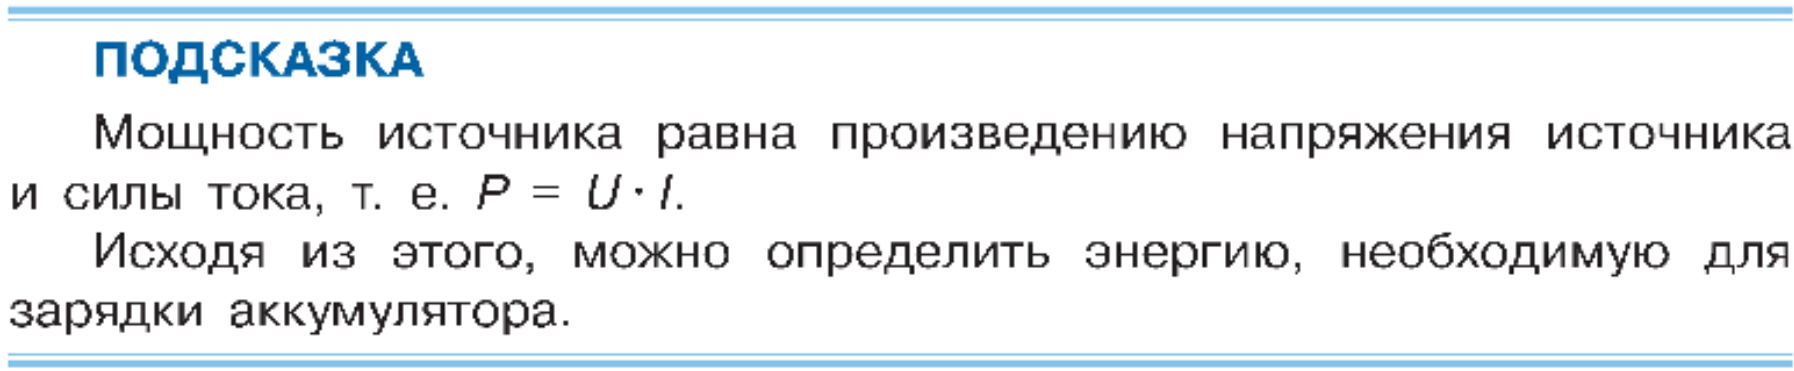 ПОДСКАЗКА
Мощность источника равна произведению напряжения источника
и силы тока, т. е. P = U · I.
Исходя из этого, можно определить энергию, необходимую для
зарядки аккумулятора.